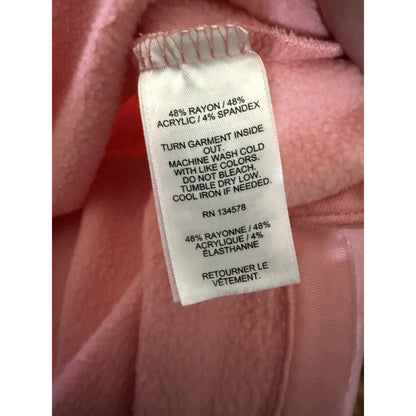 48% RAYON / 48%
ACRYLIC / 4% SPANDEX
TURN GARMENT INSIDE
OUT.
MACHINE WASH COLD
WITH LIKE COLORS.
DO NOT BLEACH.
TUMBLE DRY LOW.
COOL IRON IF NEEDED.
RN 134578
48% RAYONNE / 48%
ACRYLIQUE / 4%
ÉLASTHANNE
RETOURNER LE
VÊTEMENT.